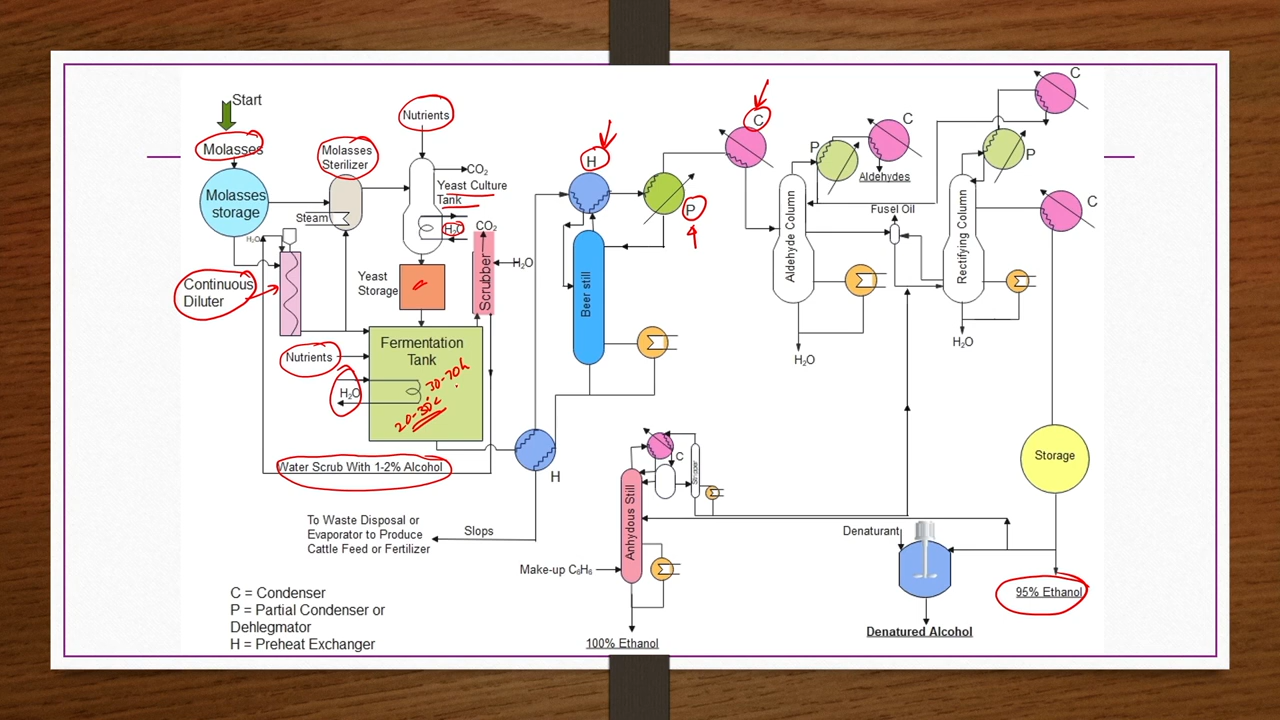 Start
Molasses
Molasses
storage
Molasses
Sterilizer
Steam
Nutrients
CO2
Yeast Culture
Tank
H2O
CO2
H2O
Continuous
Diluter
Yeast
Storage
Scrubber
H2O
Fermentation
Tank
Nutrients
H2O
30-70h
20-30°c
Water Scrub With 1-2% Alcohol
H
P
Beer still
H
Slops
To Waste Disposal or
Evaporator to Produce
Cattle Feed or Fertilizer
C
P
C
Aldehydes
Aldehyde Column
H2O
Fusel Oil
C
P
Rectifying Column
C
H2O
Storage
C
Anhydous Still
Make-up C6H6
100% Ethanol
Denaturant
Denatured Alcohol
95% Ethanol
C = Condenser
P = Partial Condenser or
Dehlegmator
H = Preheat Exchanger